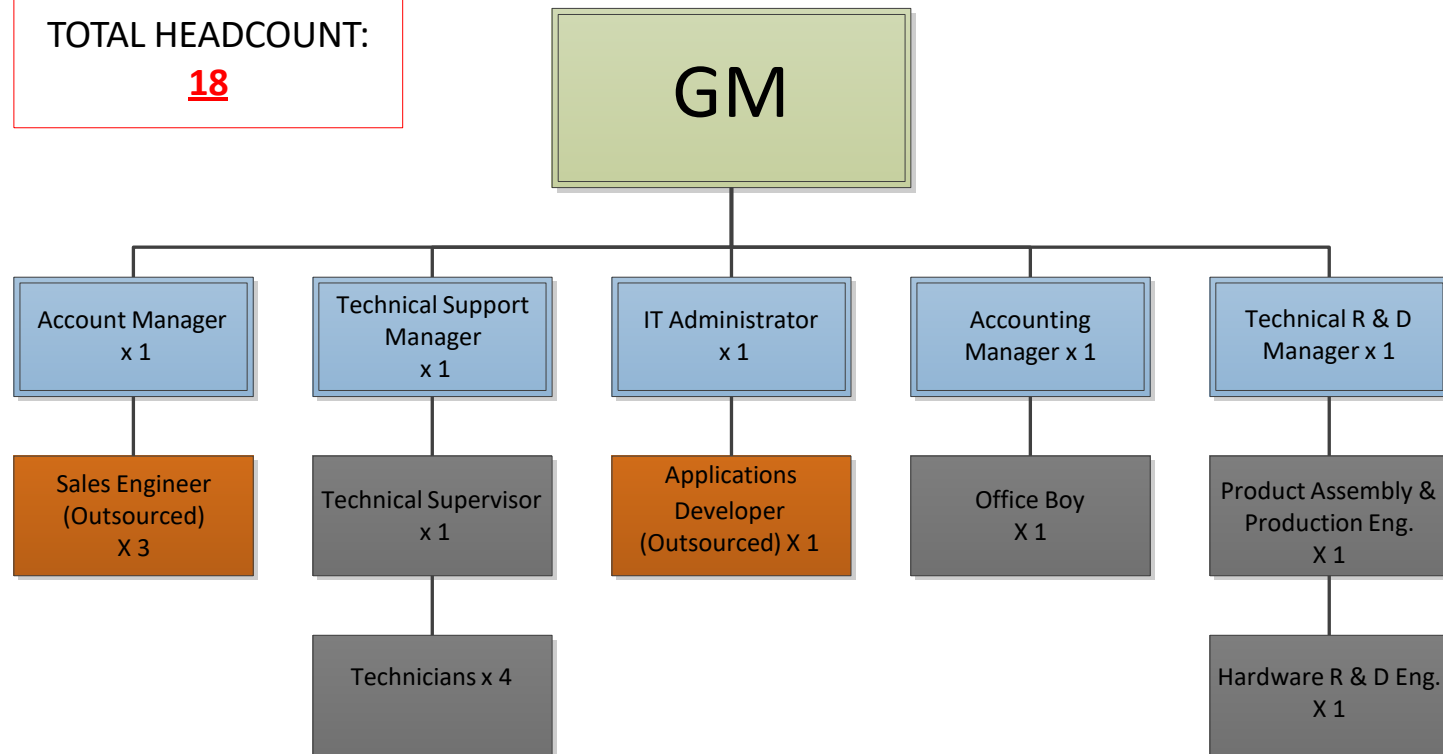 TOTAL HEADCOUNT:
18
GM
Account Manager
x 1
Technical Support
Manager
x 1
IT Administrator
x 1
Accounting
Manager x 1
Technical R & D
Manager x 1
Sales Engineer
(Outsourced)
X 3
Technical Supervisor
x 1
Applications
Developer
(Outsourced) X 1
Office Boy
X 1
Product Assembly &
Production Eng.
X 1
Technicians x 4
Hardware R & D Eng.
X 1